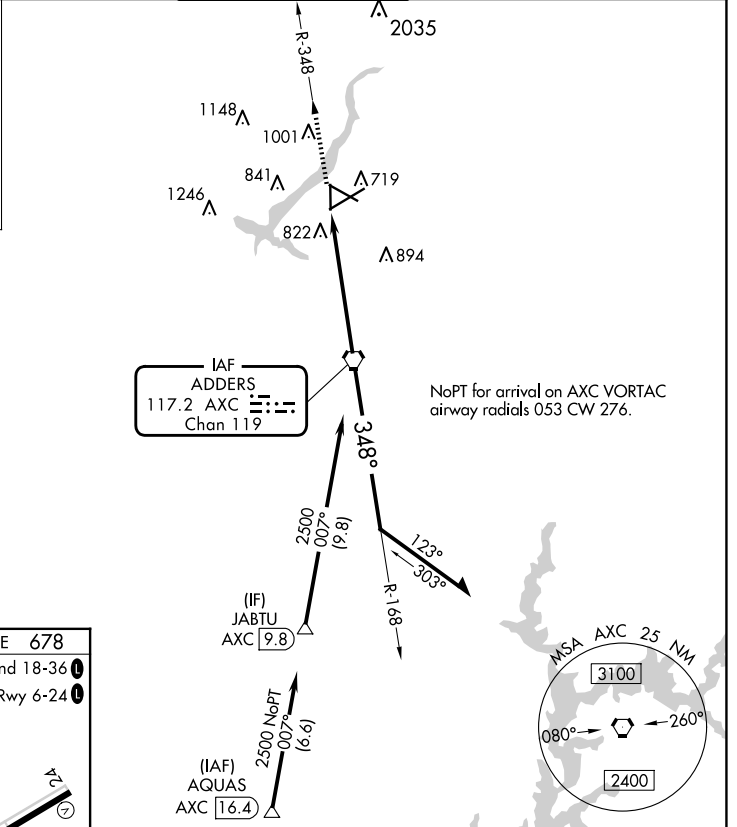 2035
R-348
1148
1001
841
719
1246
822
894
IAF
ADDERS
117.2 AXC
Chan 119
NoPT for arrival on AXC VORTAC
airway radials 053 CW 276.
348°
2500
007°
(9.8)
123°
303°
R-168
(IF)
JABTU
AXC 9.8
2500 NoPT
007°
(6.6)
(IAF)
AQUAS
AXC 16.4
E 678
nd 18-36 L
Rwy 6-24 L
24
V
MSA AXC 25 NM
3100
080°
260°
2400